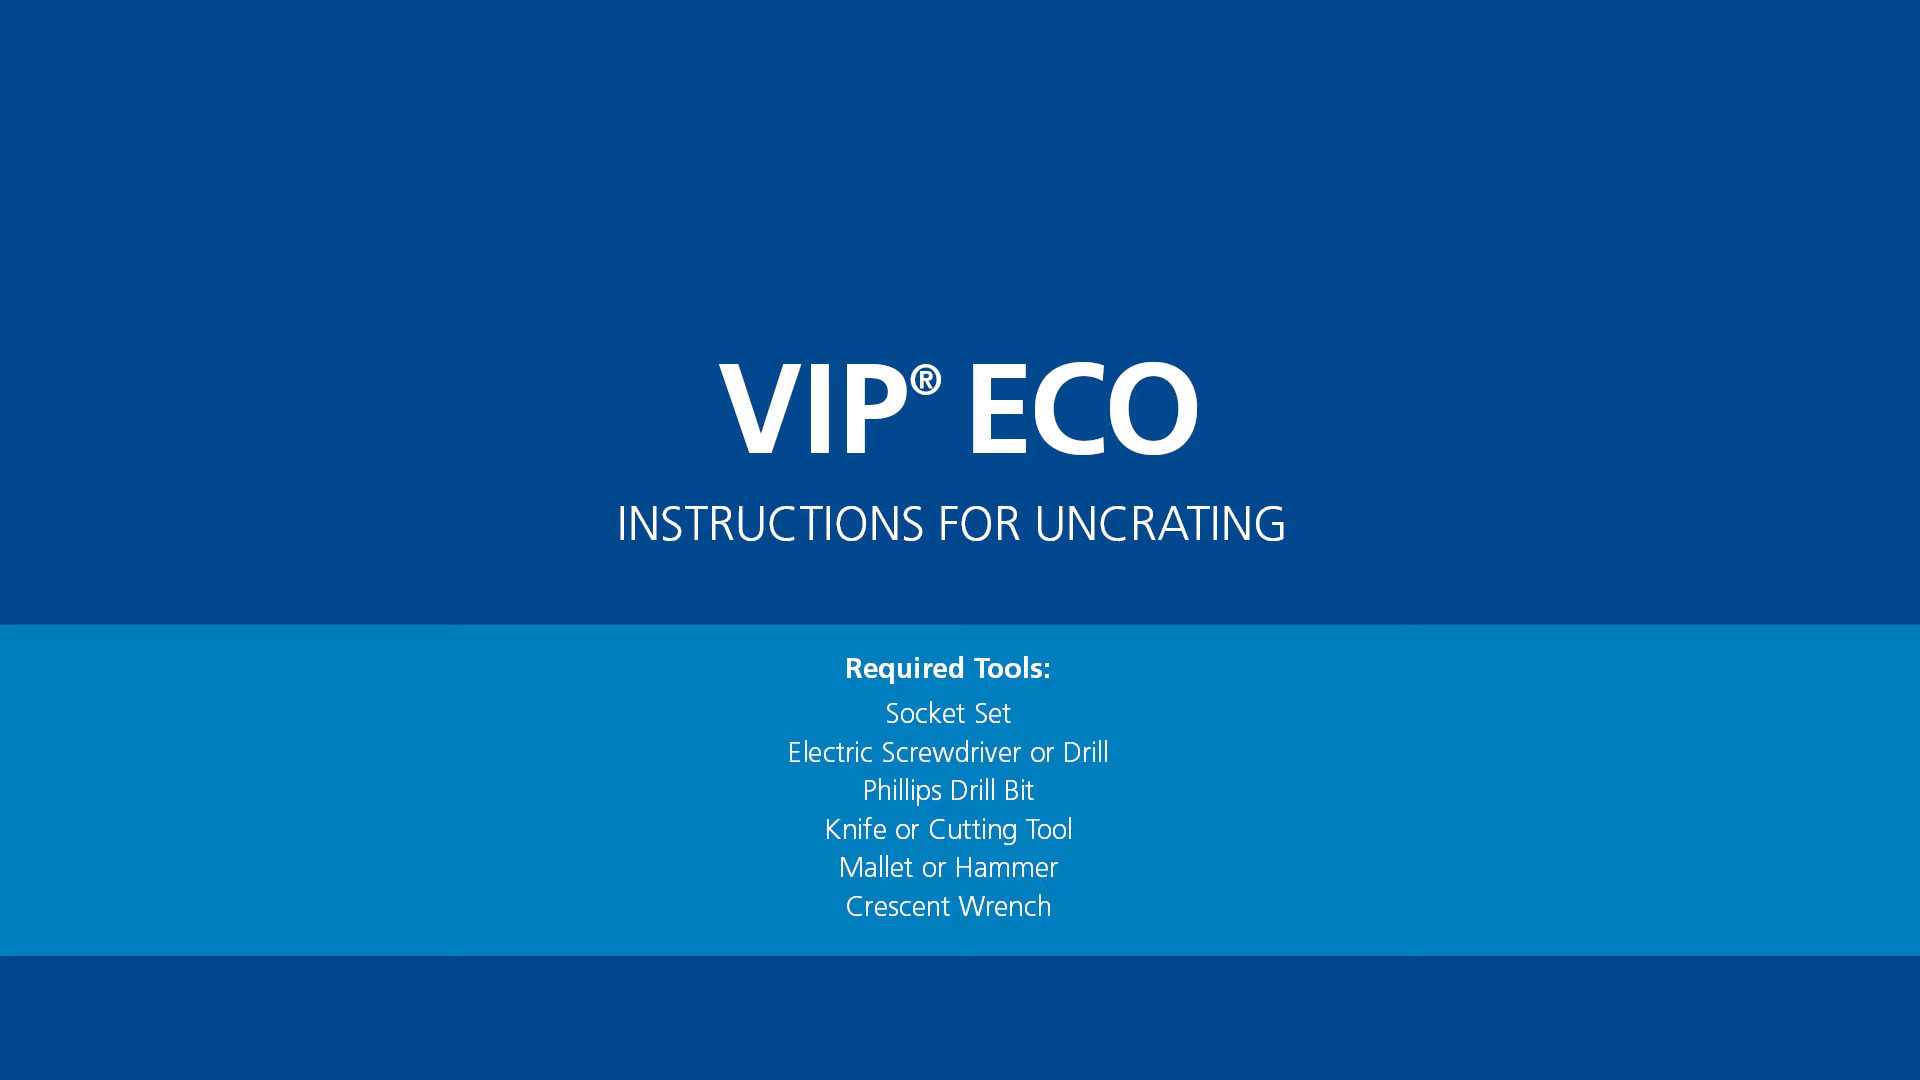 VIP® ECO
INSTRUCTIONS FOR UNCRATING
Required Tools:
Socket Set
Electric Screwdriver or Drill
Phillips Drill Bit
Knife or Cutting Tool
Mallet or Hammer
Crescent Wrench